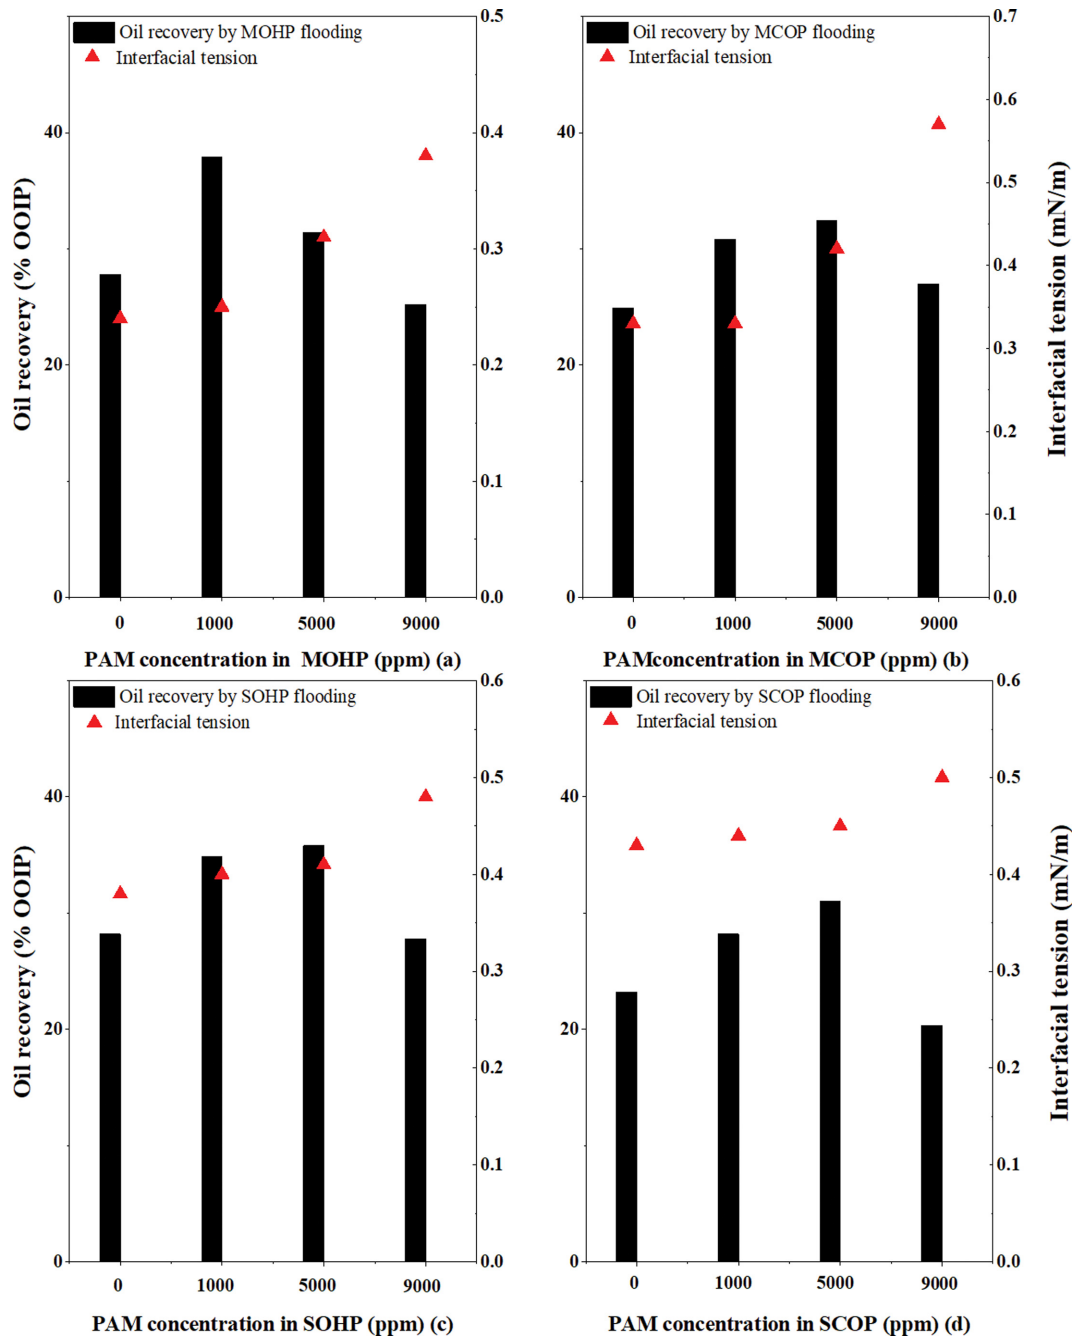 Oil recovery by MOHP flooding
Interfacial tension
0.5
0.4
0.3
0.2
0.1
0.0
40
20
0
Oil recovery (% OOIP)
0 1000 5000 9000
PAM concentration in MOHP (ppm) (a)
Oil recovery by MCOP flooding
Interfacial tension
0.7
0.6
0.5
0.4
0.3
0.2
0.1
0.0
40
20
0
Interfacial tension (mN/m)
0 1000 5000 9000
PAMconcentration in MCOP (ppm) (b)
Oil recovery by SOHP flooding
Interfacial tension
0.6
0.5
0.4
0.3
0.2
0.1
0.0
40
20
0
Oil recovery (% OOIP)
0 1000 5000 9000
PAM concentration in SOHP (ppm) (c)
Oil recovery by SCOP flooding
Interfacial tension
0.6
0.5
0.4
0.3
0.2
0.1
0.0
40
20
0
Interfacial tension (mN/m)
0 1000 5000 9000
PAM concentration in SCOP (ppm) (d)